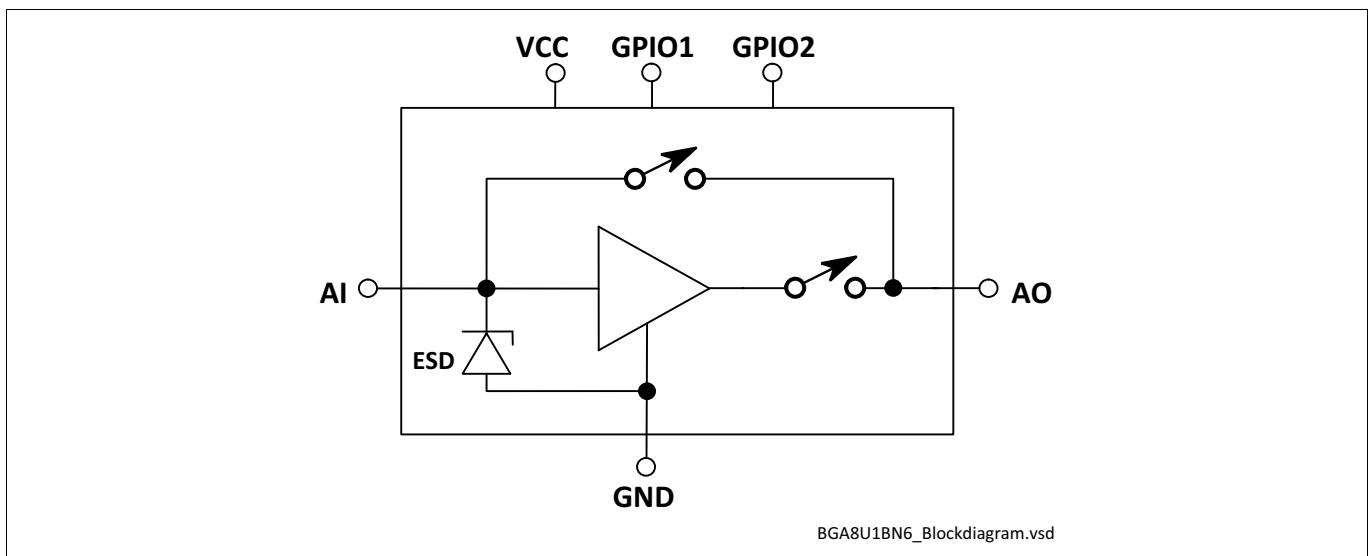 VCC GPIO1 GPIO2
AI
AO
ESD
GND
BGA8U1BN6_Blockdiagram.vsd